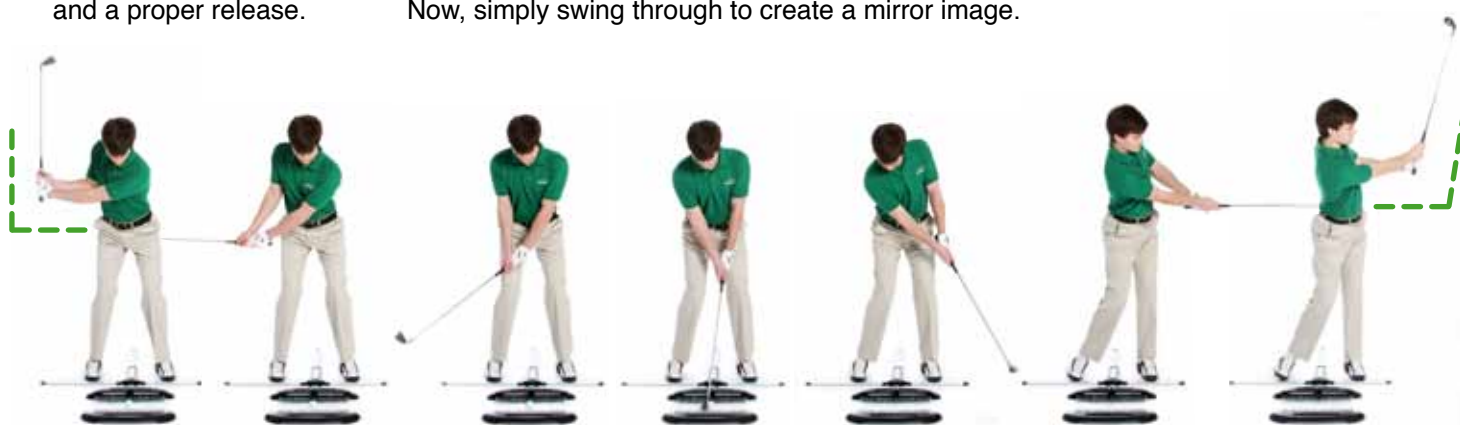 and a proper release.
Now, simply swing through to create a mirror image.